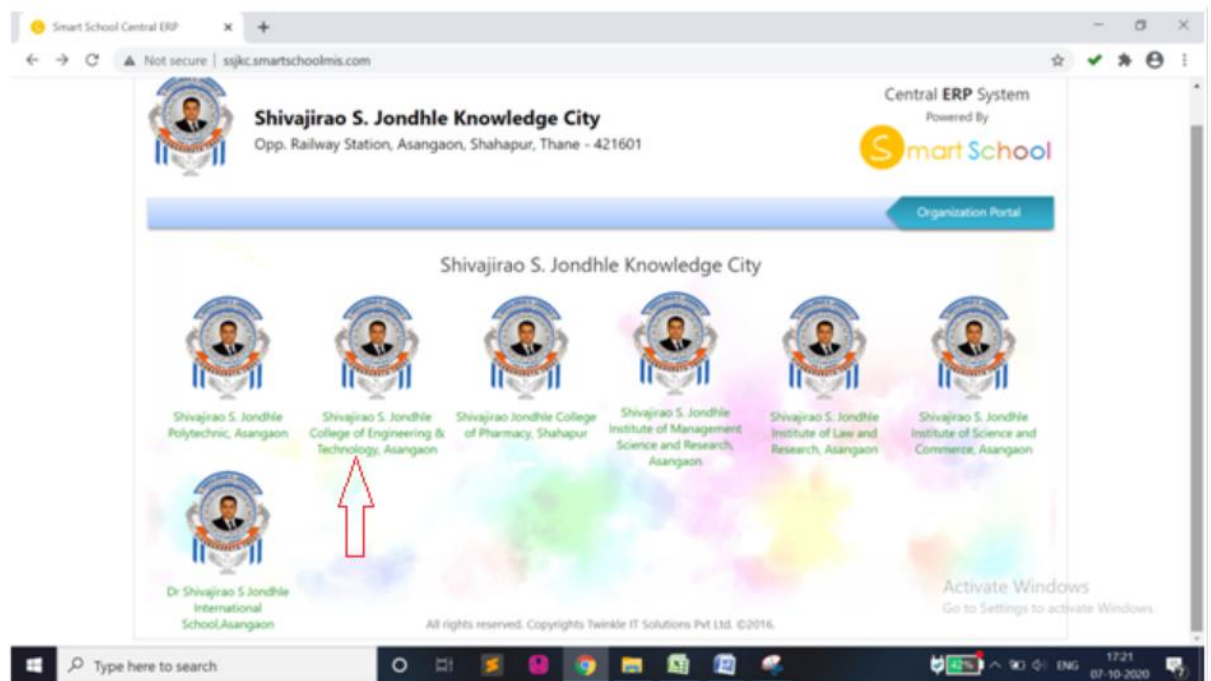 Smart School Central ERP
Not secure | ssjkc.smartschoolmis.com
Central ERP System
Powered By
Smart School
Shivajirao S. Jondhle Knowledge City
Opp. Railway Station, Asangaon, Shahapur, Thane - 421601
Organization Portal
Shivajirao S. Jondhle Knowledge City
Shivajirao S. Jondhle
Polytechnic, Asangaon
Shivajirao S. Jondhle
College of Engineering &
Technology, Asangaon
Shivajirao Jondhle College
of Pharmacy, Shahapur
Shivajirao S. Jondhle
Institute of Management
Science and Research,
Asangaon
Shivajirao S. Jondhle
Institute of Law and
Research, Asangaon
Shivajirao S. Jondhle
Institute of Science and
Commerce, Asangaon
Dr Shivajirao S Jondhle
International
School,Asangaon
All rights reserved. Copyrights Twinkle IT Solutions Pvt Ltd. ©2016.
Activate Windows
Go to Settings to activate Windows.
Type here to search
42%
ENG
17:21
07-10-2020